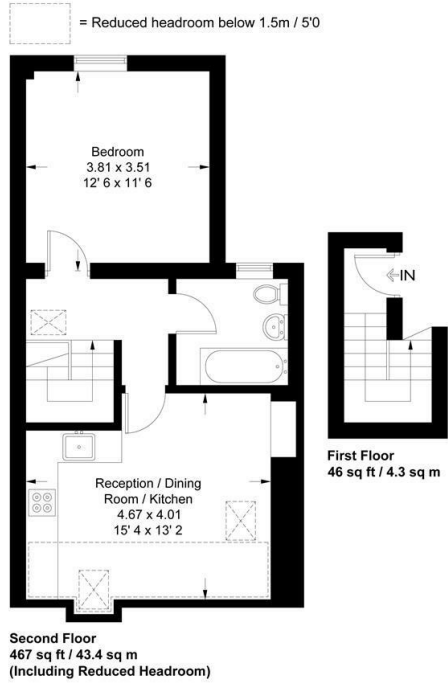 = Reduced headroom below 1.5m / 5'0
Bedroom
3.81 x 3.51
12' 6 x 11' 6
IN
First Floor
46 sq ft / 4.3 sq m
Reception / Dining
Room / Kitchen
4.67 x 4.01
15' 4 x 13' 2
Second Floor
467 sq ft / 43.4 sq m
(Including Reduced Headroom)